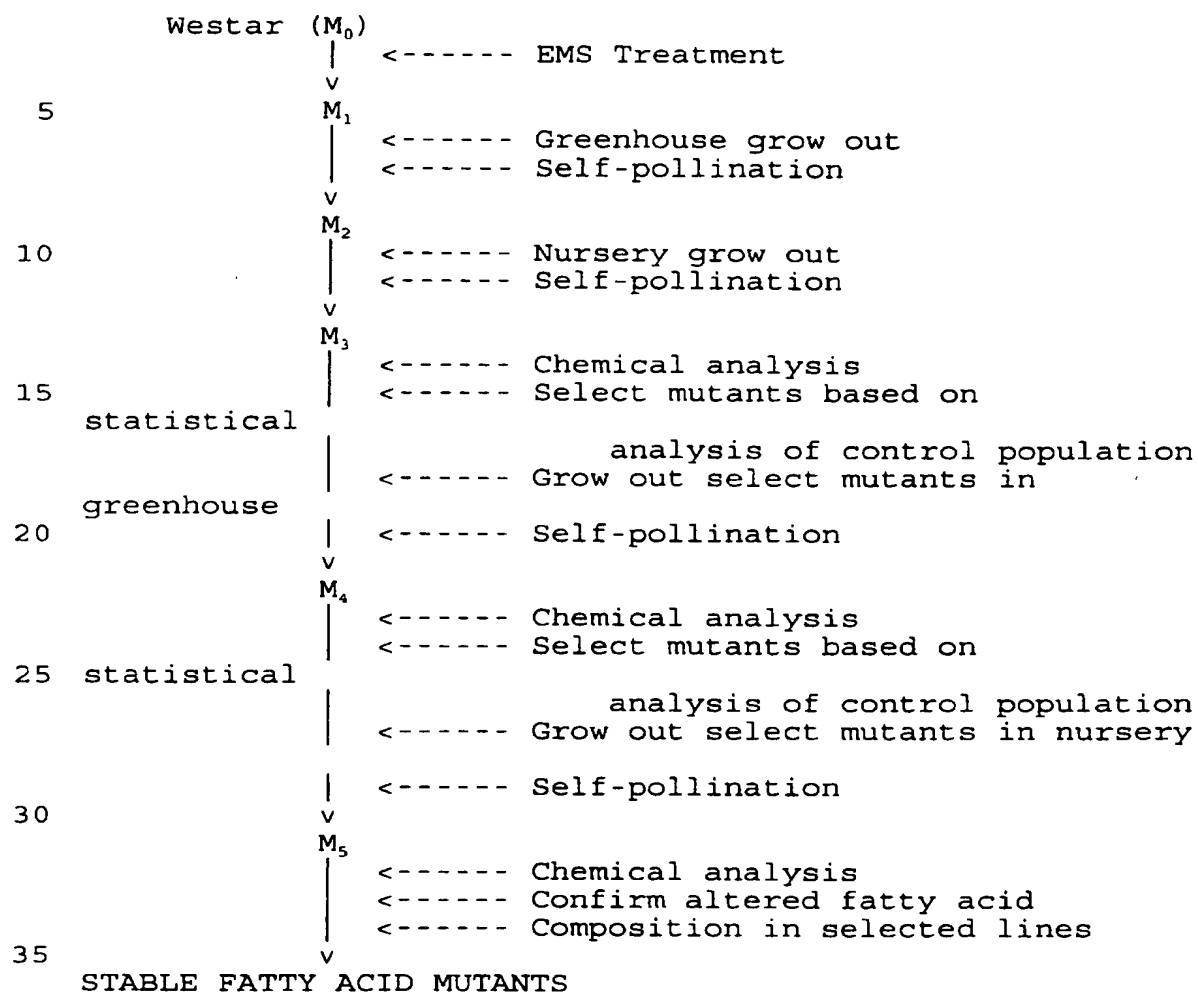 Westar (M₀)
<------ EMS Treatment
5 M₁
<------ Greenhouse grow out
<------ Self-pollination
M₂
10 <------ Nursery grow out
<------ Self-pollination
M₃
<------ Chemical analysis
15 <------ Select mutants based on
statistical
analysis of control population
<------ Grow out select mutants in
greenhouse
20 <------ Self-pollination
M₄
<------ Chemical analysis
<------ Select mutants based on
25 statistical
analysis of control population
<------ Grow out select mutants in nursery
<------ Self-pollination
30
M₅
<------ Chemical analysis
<------ Confirm altered fatty acid
<------ Composition in selected lines
35
STABLE FATTY ACID MUTANTS